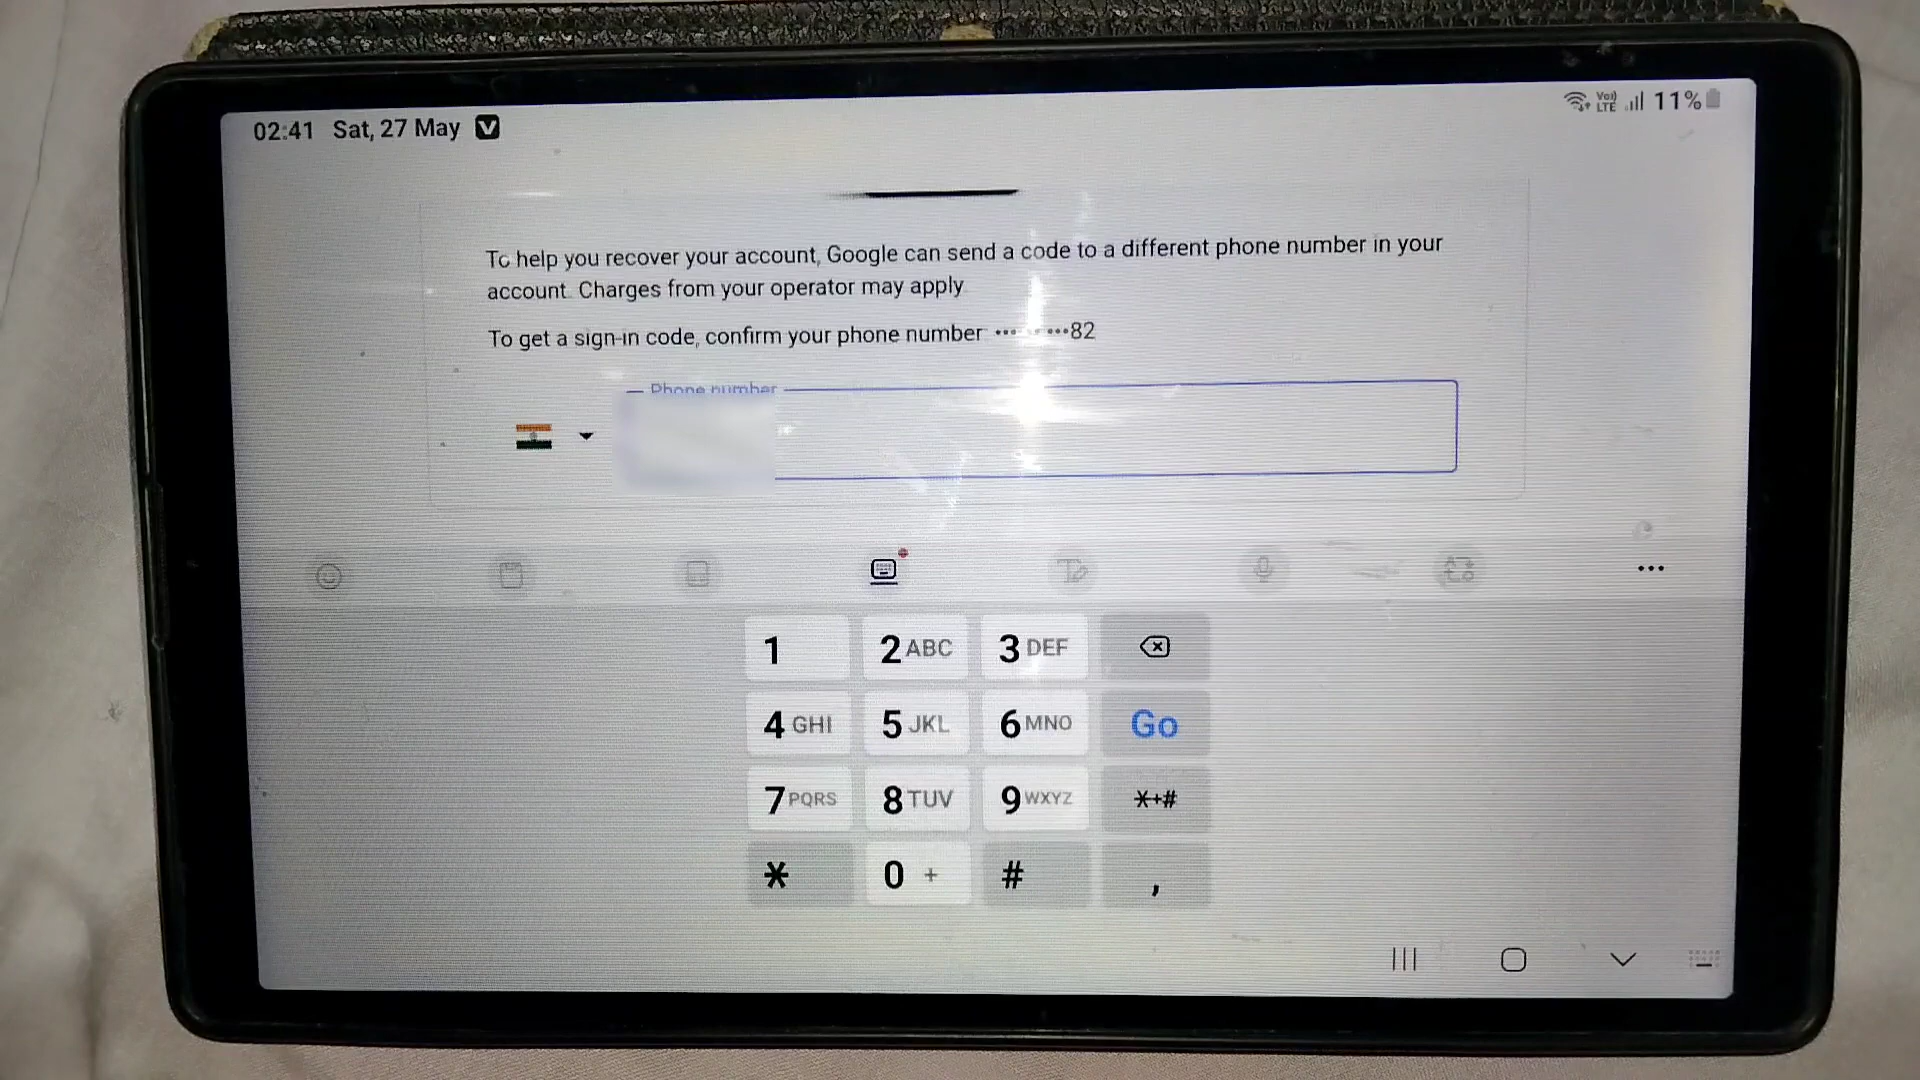 02:41 Sat, 27 May V
Vo) LTE 11%
To help you recover your account, Google can send a code to a different phone number in your
account. Charges from your operator may apply
To get a sign-in code, confirm your phone number ••• •••82
Phone number
1 2 ABC 3 DEF
4 GHI 5 JKL 6 MNO Go
7 PQRS 8 TUV 9 WXYZ *+#
* 0 + # ,